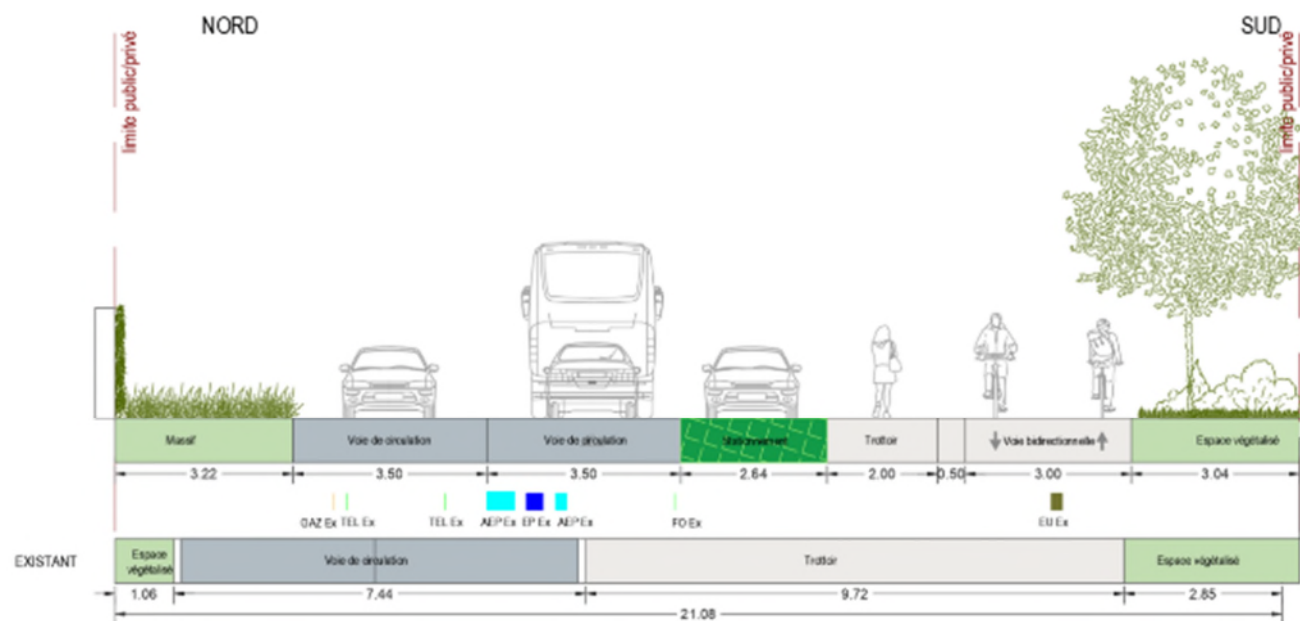 NORD
SUD
limite public/privé
limite public/privé
Massif
Voie de circulation
Voie de circulation
Stationnement
Trottoir
Voie bidirectionnelle
Espace végétalisé
3.22
3.50
3.50
2.64
2.00
0.50
3.00
3.04
GAZ Ex
TEL Ex
TEL Ex
AEP Ex
EP Ex
AEP Ex
FO Ex
EU Ex
EXISTANT
Espace
végétalisé
Voie de circulation
Trottoir
Espace végétalisé
1.06
7.44
9.72
2.85
21.08